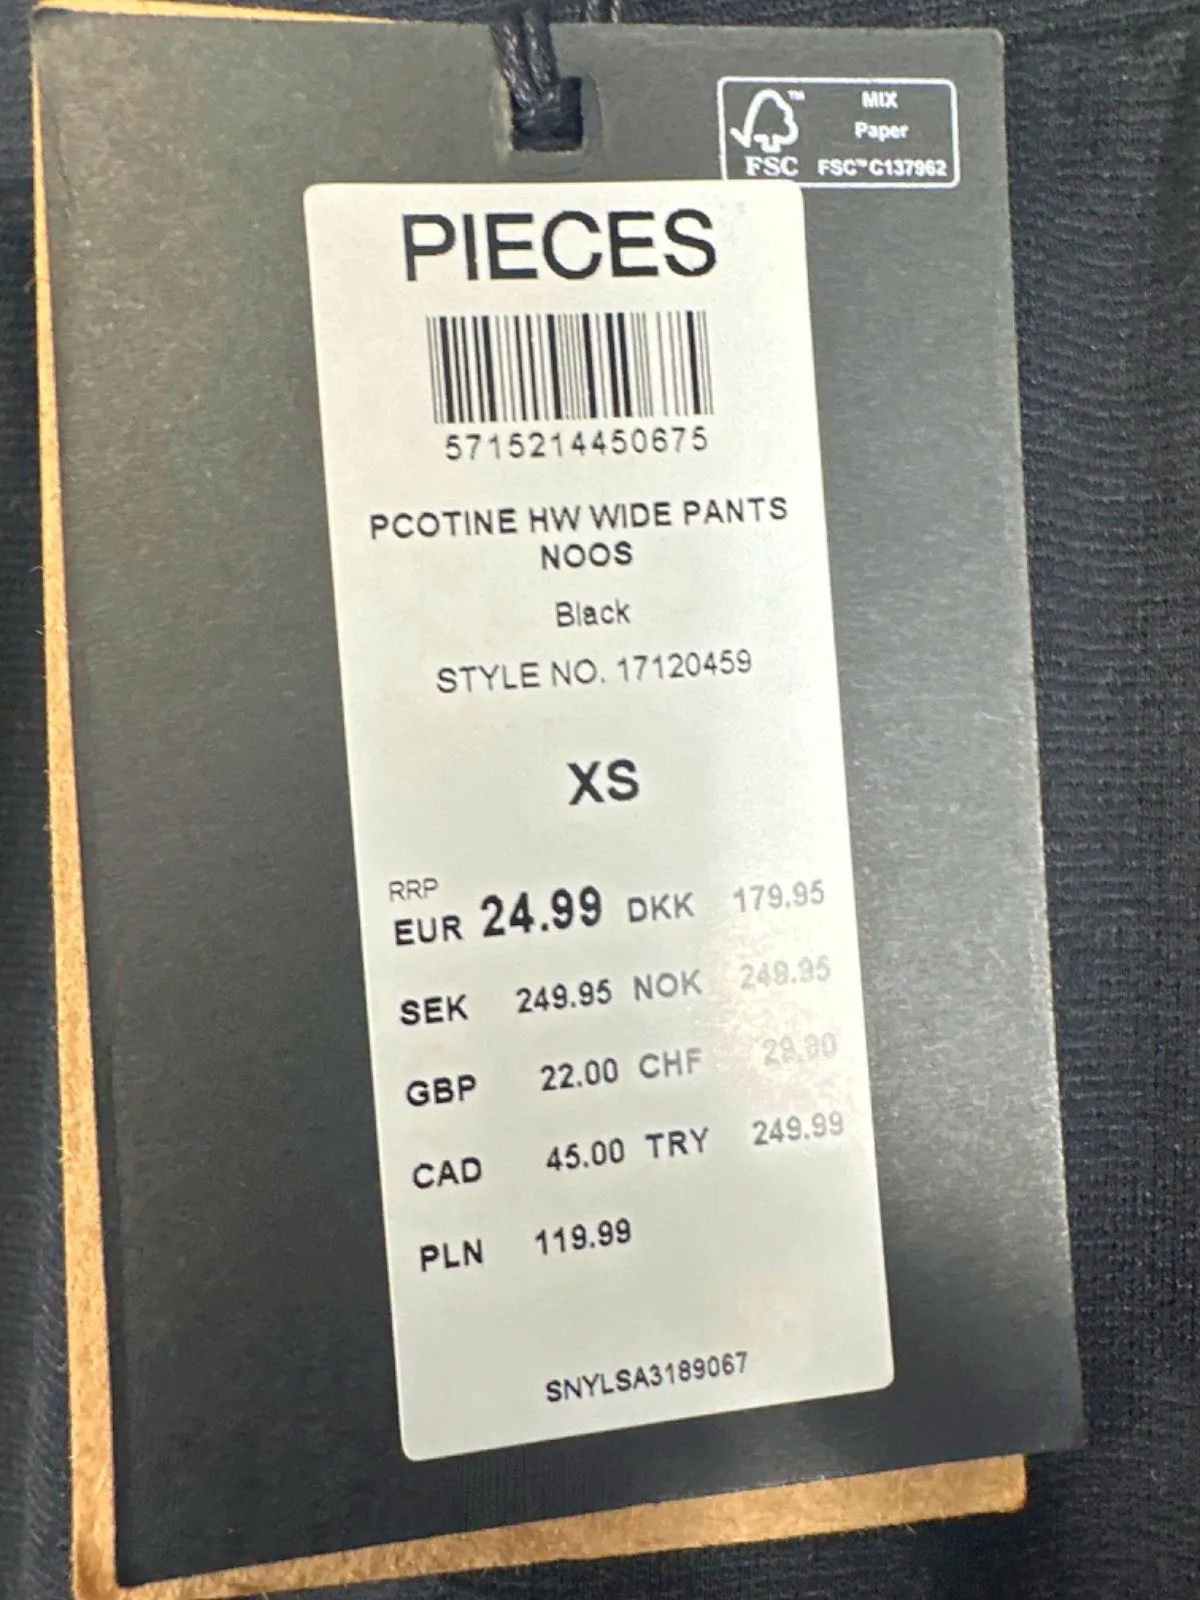 MIX
Paper
FSC™ C137962
FSC
PIECES
5715214450675
PCOTINE HW WIDE PANTS
NOOS
Black
STYLE NO. 17120459
XS
RRP
EUR 24.99 DKK 179.95
SEK 249.95 NOK 249.95
GBP 22.00 CHF
CAD 45.00 TRY 249.99
PLN 119.99
SNYLSA3189067